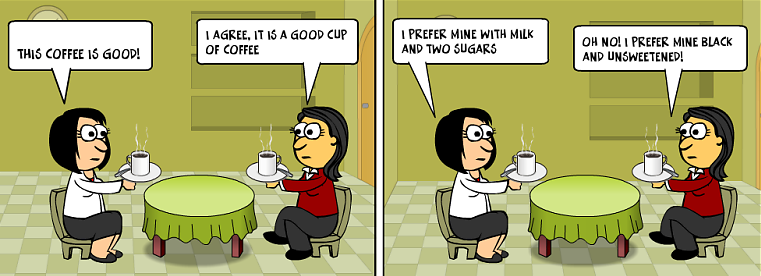 THIS COFFEE IS GOOD!
I AGREE, IT IS A GOOD CUP
OF COFFEE
I PREFER MINE WITH MILK
AND TWO SUGARS
OH NO! I PREFER MINE BLACK
AND UNSWEETENED!